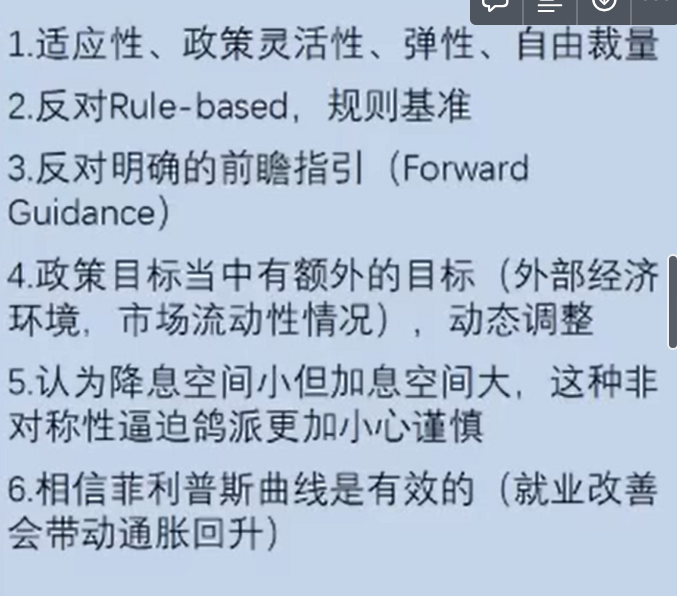 1.适应性、政策灵活性、弹性、自由裁量
2.反对Rule-based，规则基准
3.反对明确的前瞻指引（Forward
Guidance）
4.政策目标当中有额外的目标（外部经济
环境，市场流动性情况），动态调整
5.认为降息空间小但加息空间大，这种非
对称性逼迫鸽派更加小心谨慎
6.相信菲利普斯曲线是有效的（就业改善
会带动通胀回升）